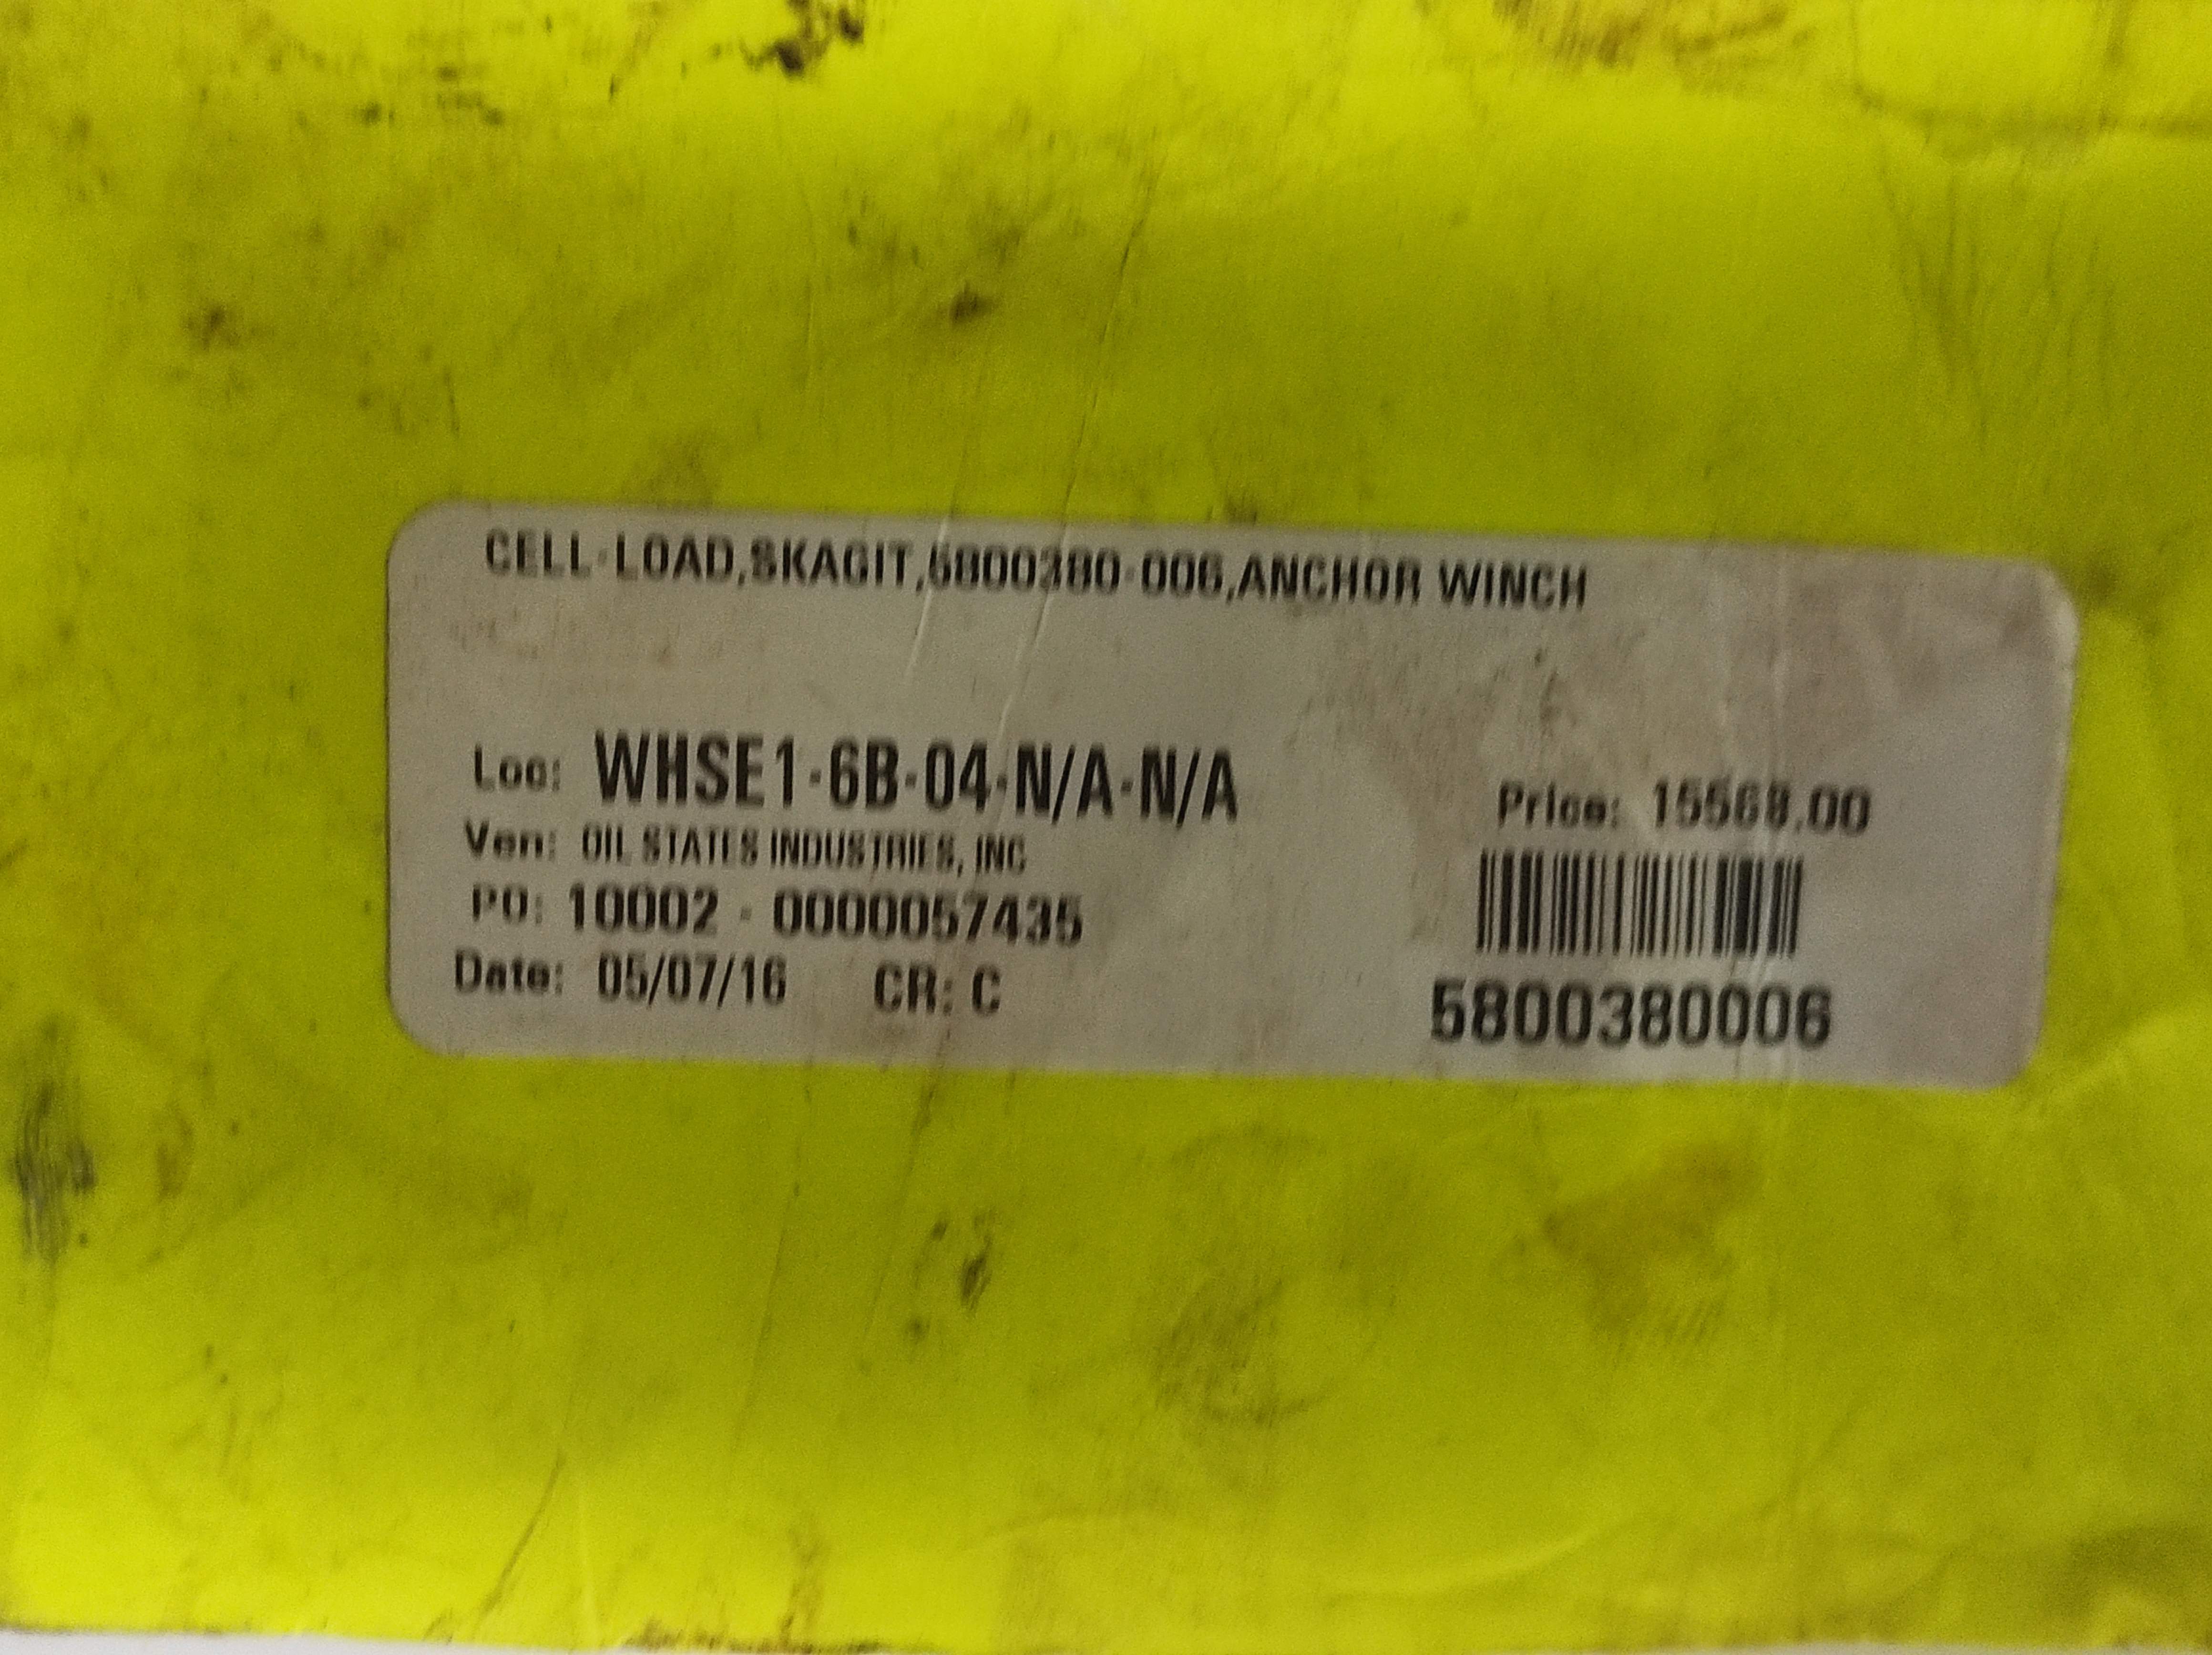 CELL-LOAD,SKAGIT,5800380-006,ANCHOR WINCH
Loc: WHSE1-6B-04-N/A-N/A
Price: 15568.00
Ven: OIL STATES INDUSTRIES, INC
PO: 10002 - 0000057435
Date: 05/07/16 CR: C
5800380006